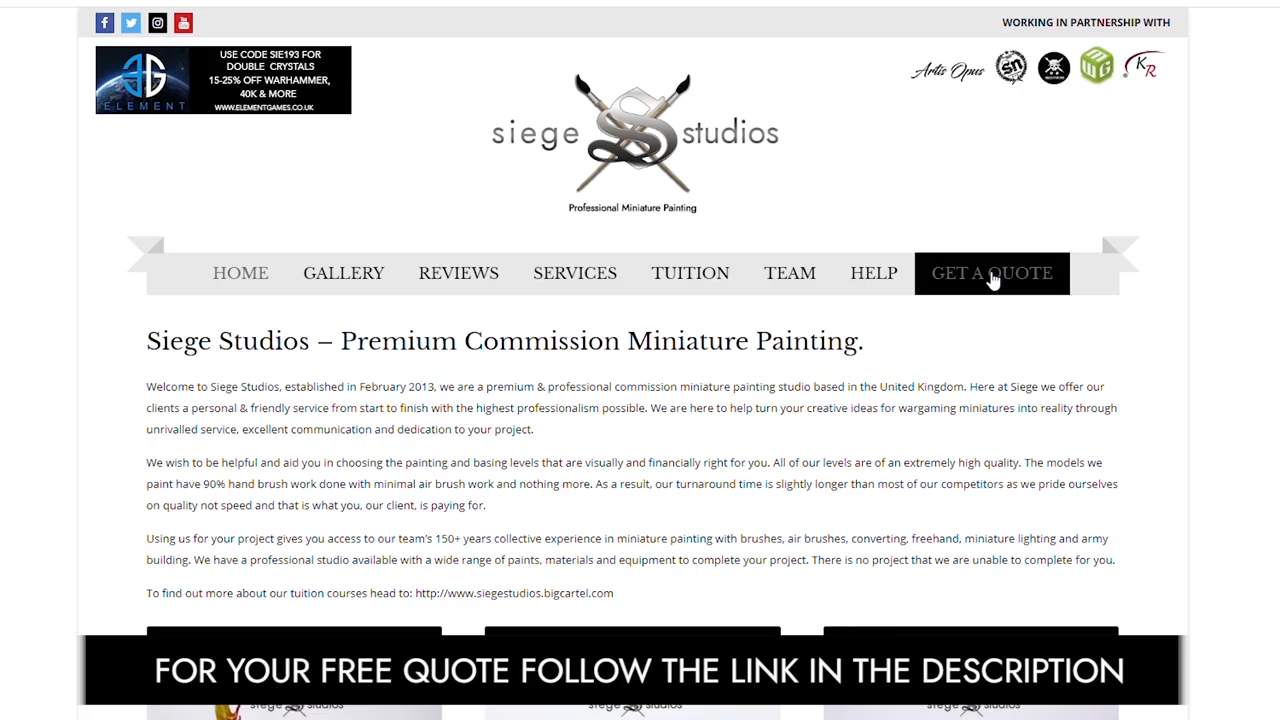 WORKING IN PARTNERSHIP WITH
USE CODE SIE193 FOR
DOUBLE CRYSTALS
15-25% OFF WARHAMMER,
40K & MORE
WWW.ELEMENTGAMES.CO.UK
ELEMENT
Artis Opus
KR
siege S studios
Professional Miniature Painting
HOME GALLERY REVIEWS SERVICES TUITION TEAM HELP GET A QUOTE
Siege Studios – Premium Commission Miniature Painting.
Welcome to Siege Studios, established in February 2013, we are a premium & professional commission miniature painting studio based in the United Kingdom. Here at Siege we offer our
clients a personal & friendly service from start to finish with the highest professionalism possible. We are here to help turn your creative ideas for wargaming miniatures into reality through
unrivalled service, excellent communication and dedication to your project.
We wish to be helpful and aid you in choosing the painting and basing levels that are visually and financially right for you. All of our levels are of an extremely high quality. The models we
paint have 90% hand brush work done with minimal air brush work and nothing more. As a result, our turnaround time is slightly longer than most of our competitors as we pride ourselves
on quality not speed and that is what you, our client, is paying for.
Using us for your project gives you access to our team's 150+ years collective experience in miniature painting with brushes, air brushes, converting, freehand, miniature lighting and army
building. We have a professional studio available with a wide range of paints, materials and equipment to complete your project. There is no project that we are unable to complete for you.
To find out more about our tuition courses head to: http://www.siegestudios.bigcartel.com
FOR YOUR FREE QUOTE FOLLOW THE LINK IN THE DESCRIPTION